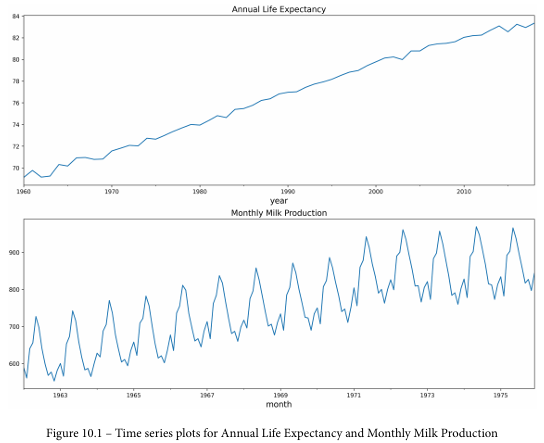 Annual Life Expectancy
84
82
80
78
76
74
72
70
1960 1970 1980 1990 2000 2010
year
Monthly Milk Production
900
800
700
600
1963 1965 1967 1969 1971 1973 1975
month
Figure 10.1 – Time series plots for Annual Life Expectancy and Monthly Milk Production